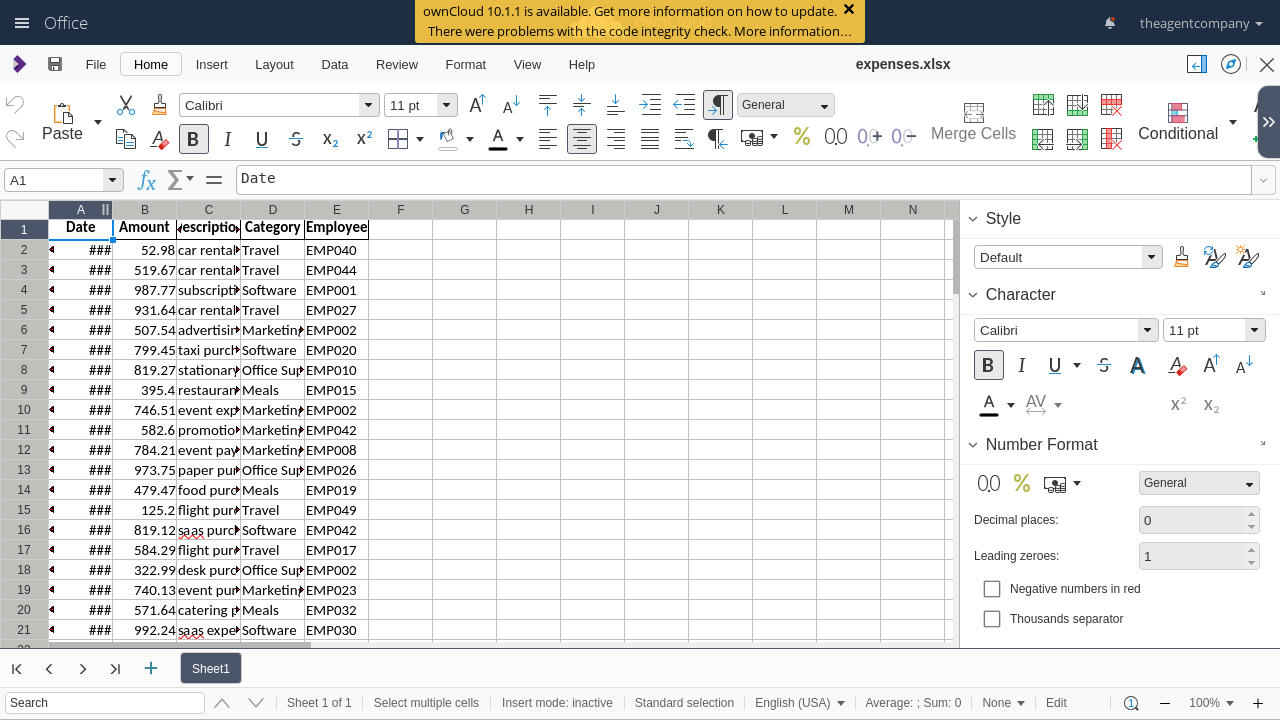 Office
ownCloud 10.1.1 is available. Get more information on how to update.
There were problems with the code integrity check. More information…
theagentcompany
File Home Insert Layout Data Review Format View Help
expenses.xlsx
Paste
Calibri
11 pt
General
Merge Cells
Conditional
A1
Date
A B C D E F G H I J K L M N
1 Date Amount escriptio Category Employee
2 ### 52.98 car rental Travel EMP040
3 ### 519.67 car rental Travel EMP044
4 ### 987.77 subscripti Software EMP001
5 ### 931.64 car rental Travel EMP027
6 ### 507.54 advertisin Marketing EMP002
7 ### 799.45 taxi purch Software EMP020
8 ### 819.27 stationary Office Sup EMP010
9 ### 395.4 restauran Meals EMP015
10 ### 746.51 event exp Marketing EMP002
11 ### 582.6 promotio Marketing EMP042
12 ### 784.21 event pay Marketing EMP008
13 ### 973.75 paper pur Office Sup EMP026
14 ### 479.47 food purc Meals EMP019
15 ### 125.2 flight purc Travel EMP049
16 ### 819.12 saas purch Software EMP042
17 ### 584.29 flight purc Travel EMP017
18 ### 322.99 desk purc Office Sup EMP002
19 ### 740.13 event pur Marketing EMP023
20 ### 571.64 catering p Meals EMP032
21 ### 992.24 saas expe Software EMP030
Style
Default
Character
Calibri
11 pt
Number Format
General
Decimal places: 0
Leading zeroes: 1
Negative numbers in red
Thousands separator
Sheet1
Search
Sheet 1 of 1
Select multiple cells
Insert mode: inactive
Standard selection
English (USA)
Average: ; Sum: 0
None
Edit
100%